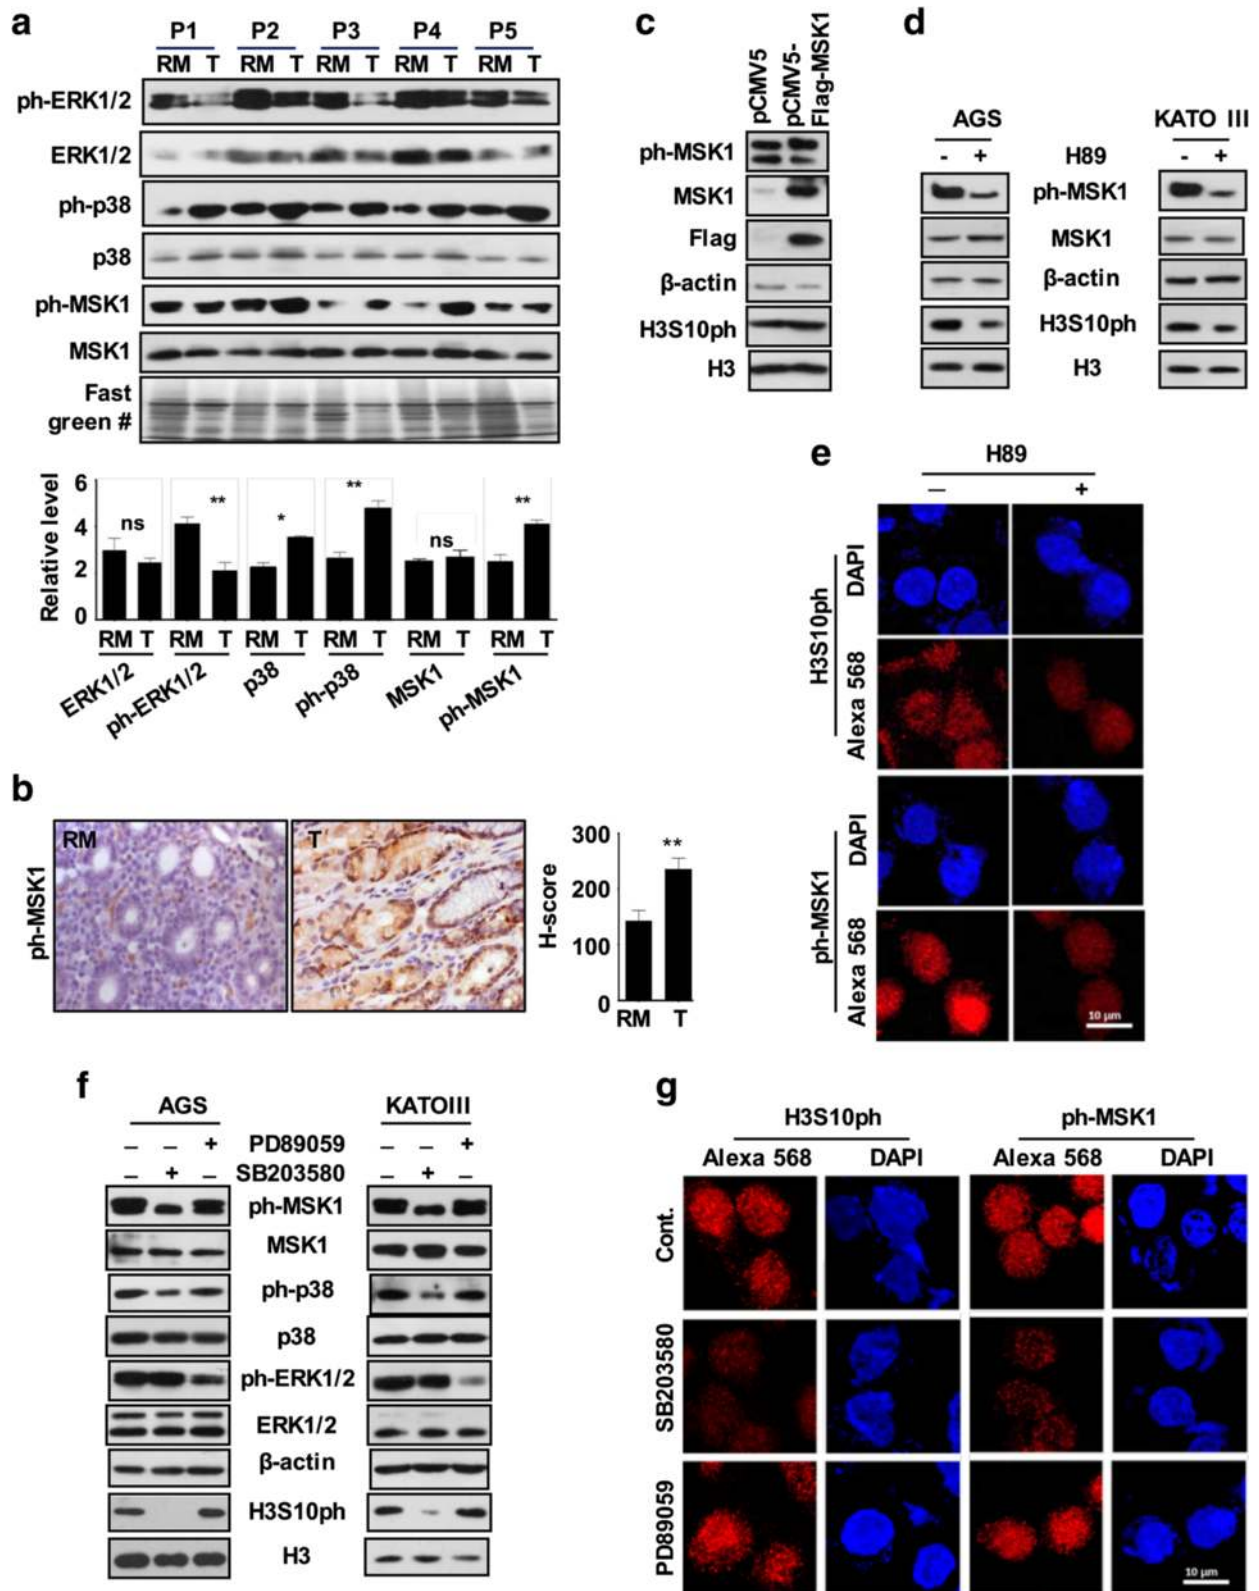 a
P1 P2 P3 P4 P5
RM T RM T RM T RM T RM T
ph-ERK1/2
ERK1/2
ph-p38
p38
ph-MSK1
MSK1
Fast
green #
Relative level
6
4
2
0
ns ** * ** ns **
RM T RM T RM T RM T RM T RM T
ERK1/2 ph-ERK1/2 p38 ph-p38 MSK1 ph-MSK1
b
ph-MSK1
RM
T
H-score
300
200
100
0
**
RM T
c
pCMV5
pCMV5-
Flag-MSK1
ph-MSK1
MSK1
Flag
β-actin
H3S10ph
H3
d
AGS KATO III
- + H89 - +
ph-MSK1
MSK1
β-actin
H3S10ph
H3
e
H89
— +
H3S10ph
DAPI
Alexa 568
ph-MSK1
DAPI
Alexa 568
10 µm
f
AGS KATOIII
– – + PD89059 – – +
– + – SB203580 – + –
ph-MSK1
MSK1
ph-p38
p38
ph-ERK1/2
ERK1/2
β-actin
H3S10ph
H3
g
H3S10ph ph-MSK1
Alexa 568 DAPI Alexa 568 DAPI
Cont.
SB203580
PD89059
10 µm